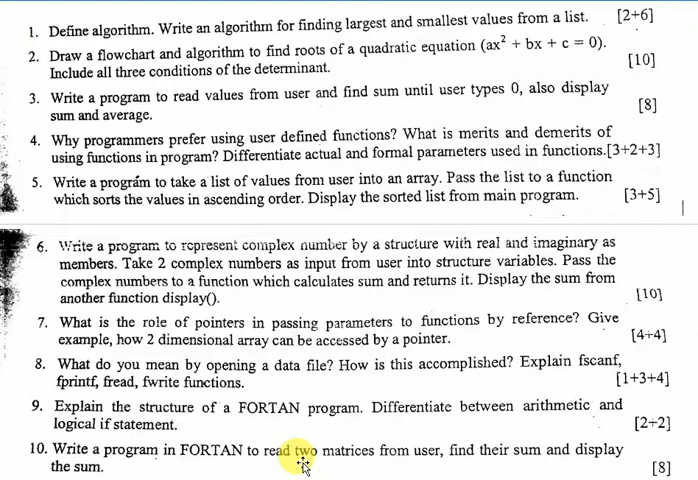 1. Define algorithm. Write an algorithm for finding largest and smallest values from a list. [2+6]
2. Draw a flowchart and algorithm to find roots of a quadratic equation (ax² + bx + c = 0).
Include all three conditions of the determinant. [10]
3. Write a program to read values from user and find sum until user types 0, also display
sum and average. [8]
4. Why programmers prefer using user defined functions? What is merits and demerits of
using functions in program? Differentiate actual and formal parameters used in functions.[3+2+3]
5. Write a program to take a list of values from user into an array. Pass the list to a function
which sorts the values in ascending order. Display the sorted list from main program. [3+5]
6. Write a program to represent complex number by a structure with real and imaginary as
members. Take 2 complex numbers as input from user into structure variables. Pass the
complex numbers to a function which calculates sum and returns it. Display the sum from
another function display(). [10]
7. What is the role of pointers in passing parameters to functions by reference? Give
example, how 2 dimensional array can be accessed by a pointer. [4+4]
8. What do you mean by opening a data file? How is this accomplished? Explain fscanf,
fprintf, fread, fwrite functions. [1+3+4]
9. Explain the structure of a FORTAN program. Differentiate between arithmetic and
logical if statement. [2+2]
10. Write a program in FORTAN to read two matrices from user, find their sum and display
the sum. [8]